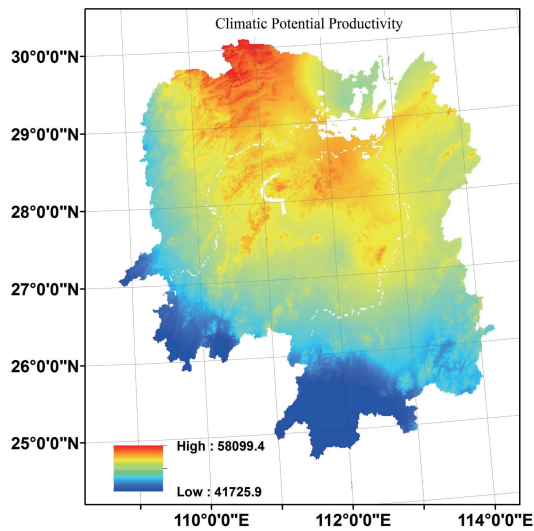 Climatic Potential Productivity
30°0'0"N
29°0'0"N
28°0'0"N
27°0'0"N
26°0'0"N
25°0'0"N
High : 58099.4
Low : 41725.9
110°0'0"E
112°0'0"E
114°0'0"E